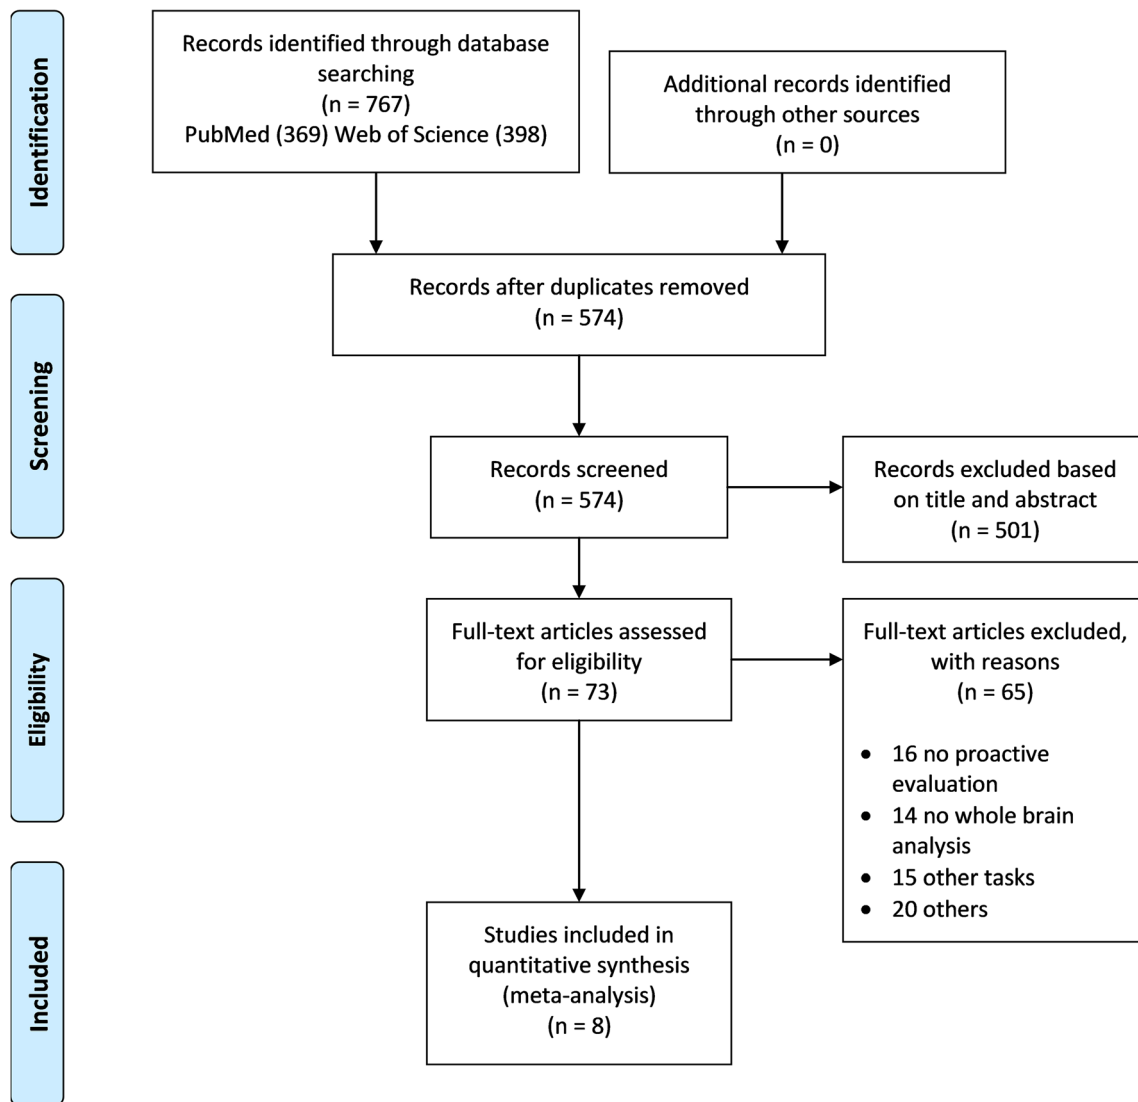 Identification
Records identified through database
searching
(n = 767)
PubMed (369) Web of Science (398)
Additional records identified
through other sources
(n = 0)
Records after duplicates removed
(n = 574)
Screening
Records screened
(n = 574)
Records excluded based
on title and abstract
(n = 501)
Eligibility
Full-text articles assessed
for eligibility
(n = 73)
Full-text articles excluded,
with reasons
(n = 65)
• 16 no proactive
evaluation
• 14 no whole brain
analysis
• 15 other tasks
• 20 others
Included
Studies included in
quantitative synthesis
(meta-analysis)
(n = 8)